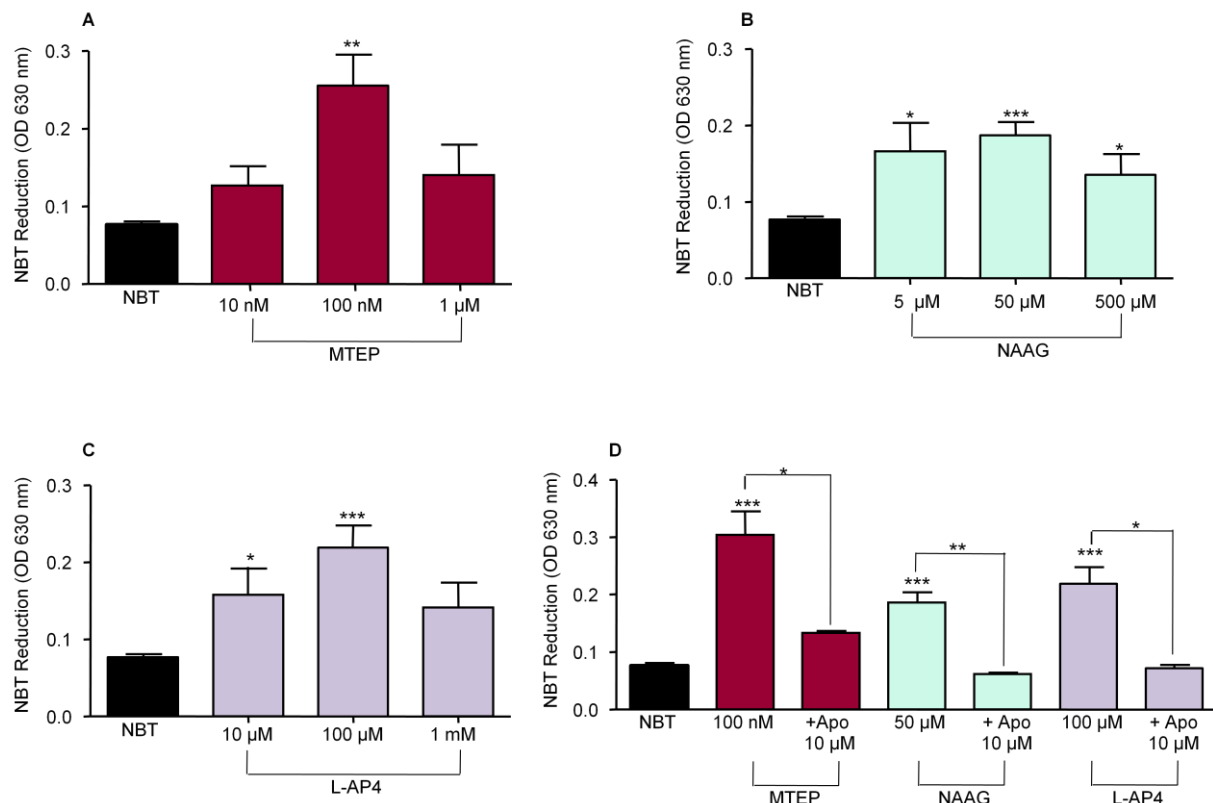 A
NBT Reduction (OD 630 nm)
0.3
0.2
0.1
0.0
**
NBT
10 nM
100 nM
1 µM
MTEP
B
NBT Reduction (OD 630 nm)
0.3
0.2
0.1
0.0
*
***
*
NBT
5 µM
50 µM
500 µM
NAAG
C
NBT Reduction (OD 630 nm)
0.3
0.2
0.1
0.0
*
***
NBT
10 µM
100 µM
1 mM
L-AP4
D
NBT Reduction (OD 630 nm)
0.4
0.3
0.2
0.1
0.0
*
***
**
***
*
***
NBT
100 nM
+Apo
10 µM
50 µM
+ Apo
10 µM
100 µM
+ Apo
10 µM
MTEP
NAAG
L-AP4